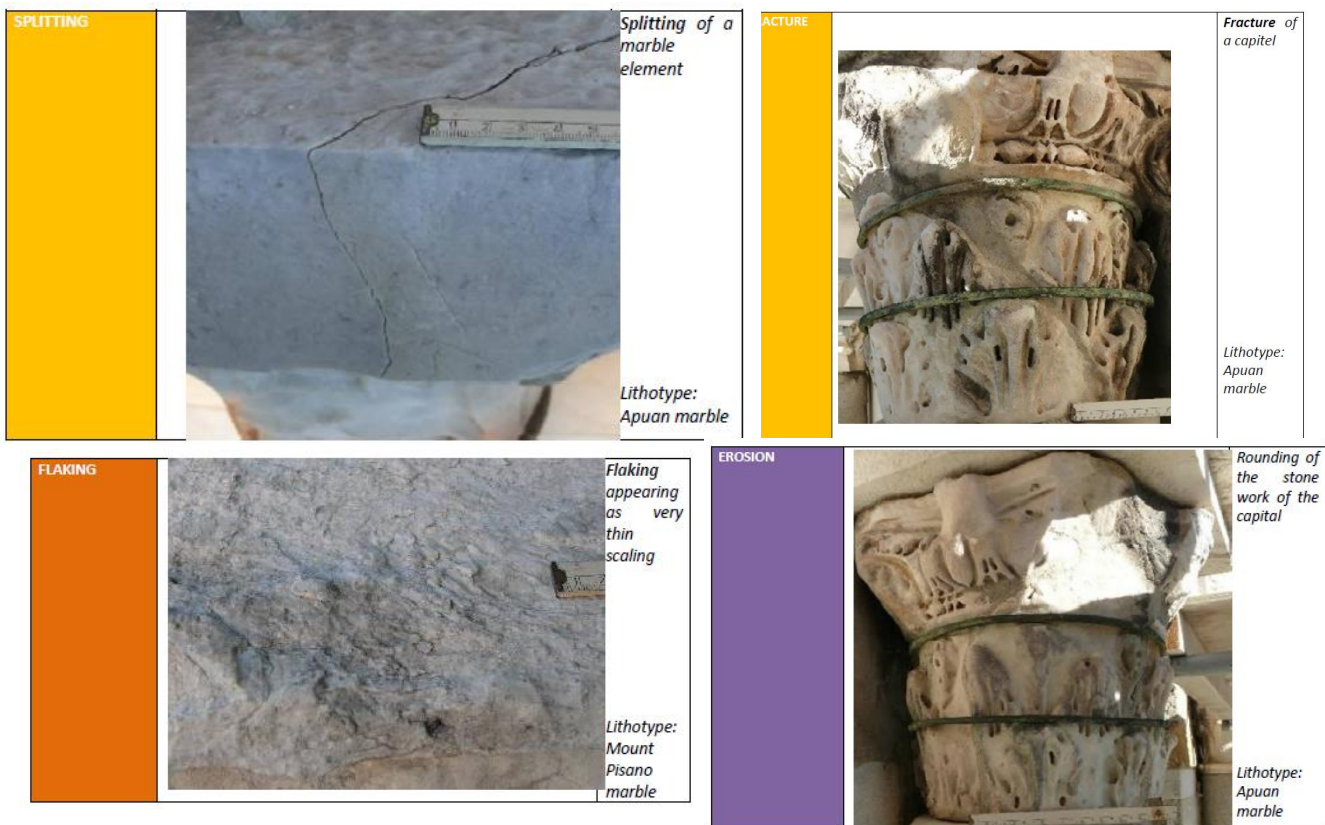 SPLITTING
Splitting of a
marble
element
Lithotype:
Apuan marble
ACTURE
Fracture of
a capitel
Lithotype:
Apuan
marble
FLAKING
Flaking
appearing
as very
thin
scaling
Lithotype:
Mount
Pisano
marble
EROSION
Rounding of
the stone
work of the
capital
Lithotype:
Apuan
marble